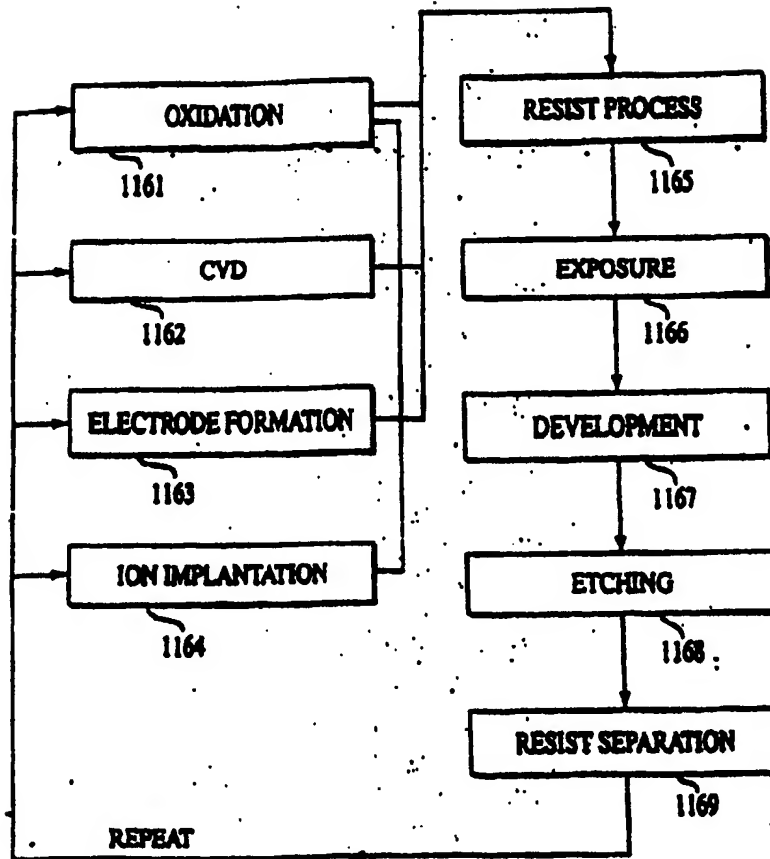 OXIDATION
1161
CVD
1162
ELECTRODE FORMATION
1163
ION IMPLANTATION
1164
RESIST PROCESS
1165
EXPOSURE
1166
DEVELOPMENT
1167
ETCHING
1168
RESIST SEPARATION
1169
REPEAT